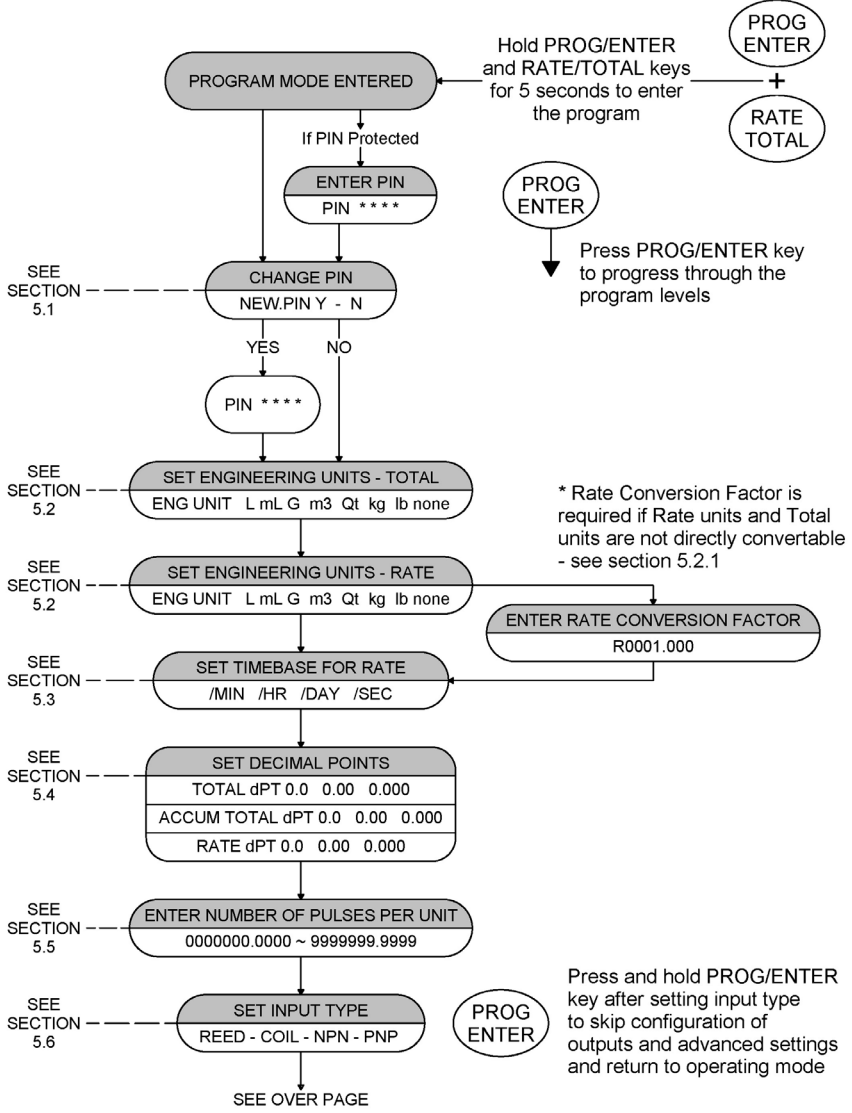 PROG
ENTER
+
RATE
TOTAL
Hold PROG/ENTER
and RATE/TOTAL keys
for 5 seconds to enter
the program
PROGRAM MODE ENTERED
If PIN Protected
ENTER PIN
PIN * * * *
PROG
ENTER
Press PROG/ENTER key
to progress through the
program levels
SEE
SECTION
5.1
CHANGE PIN
NEW.PIN Y - N
YES
NO
PIN * * * *
SEE
SECTION
5.2
SET ENGINEERING UNITS - TOTAL
ENG UNIT L mL G m3 Qt kg lb none
* Rate Conversion Factor is
required if Rate units and Total
units are not directly convertable
- see section 5.2.1
SEE
SECTION
5.2
SET ENGINEERING UNITS - RATE
ENG UNIT L mL G m3 Qt kg lb none
ENTER RATE CONVERSION FACTOR
R0001.000
SEE
SECTION
5.3
SET TIMEBASE FOR RATE
/MIN /HR /DAY /SEC
SEE
SECTION
5.4
SET DECIMAL POINTS
TOTAL dPT 0.0 0.00 0.000
ACCUM TOTAL dPT 0.0 0.00 0.000
RATE dPT 0.0 0.00 0.000
SEE
SECTION
5.5
ENTER NUMBER OF PULSES PER UNIT
0000000.0000 ~ 9999999.9999
SEE
SECTION
5.6
SET INPUT TYPE
REED - COIL - NPN - PNP
PROG
ENTER
Press and hold PROG/ENTER
key after setting input type
to skip configuration of
outputs and advanced settings
and return to operating mode
SEE OVER PAGE